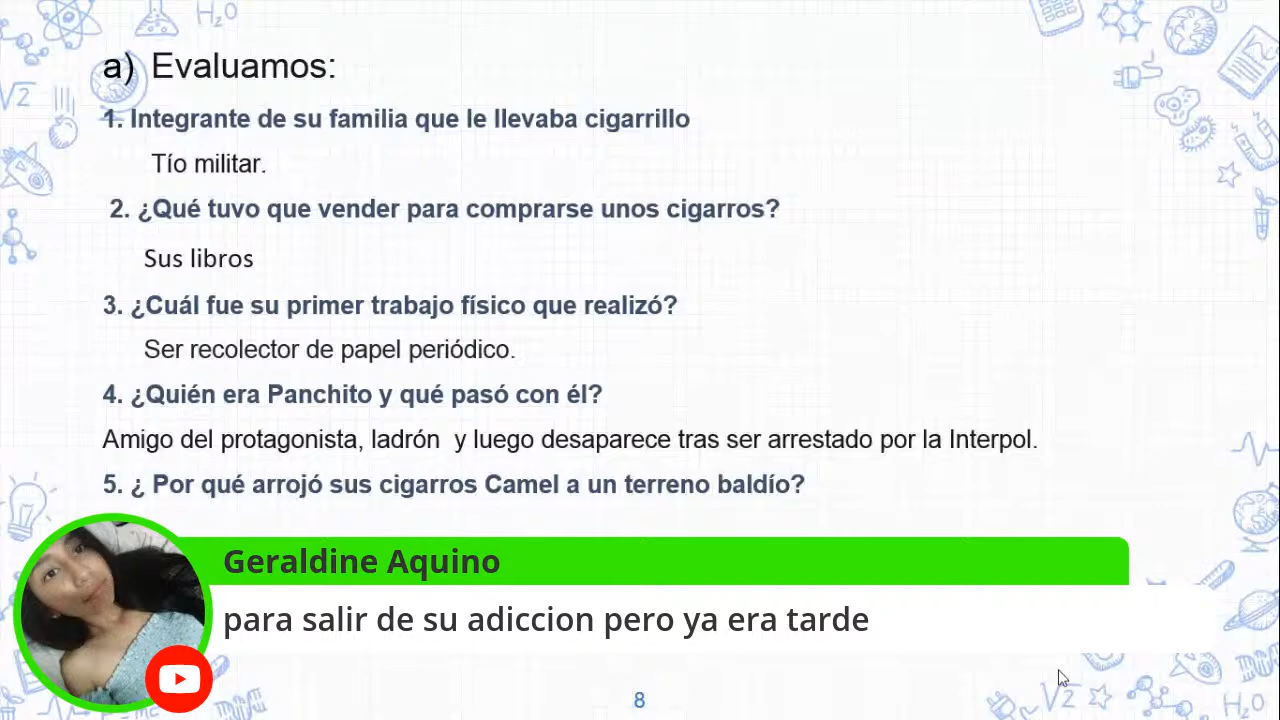 H₂O
√2
a) Evaluamos:
1. Integrante de su familia que le llevaba cigarrillo
Tío militar.
2. ¿Qué tuvo que vender para comprarse unos cigarros?
Sus libros
3. ¿Cuál fue su primer trabajo físico que realizó?
Ser recolector de papel periódico.
4. ¿Quién era Panchito y qué pasó con él?
Amigo del protagonista, ladrón y luego desaparece tras ser arrestado por la Interpol.
5. ¿ Por qué arrojó sus cigarros Camel a un terreno baldío?
Geraldine Aquino
para salir de su adiccion pero ya era tarde
8
√2
H₂O